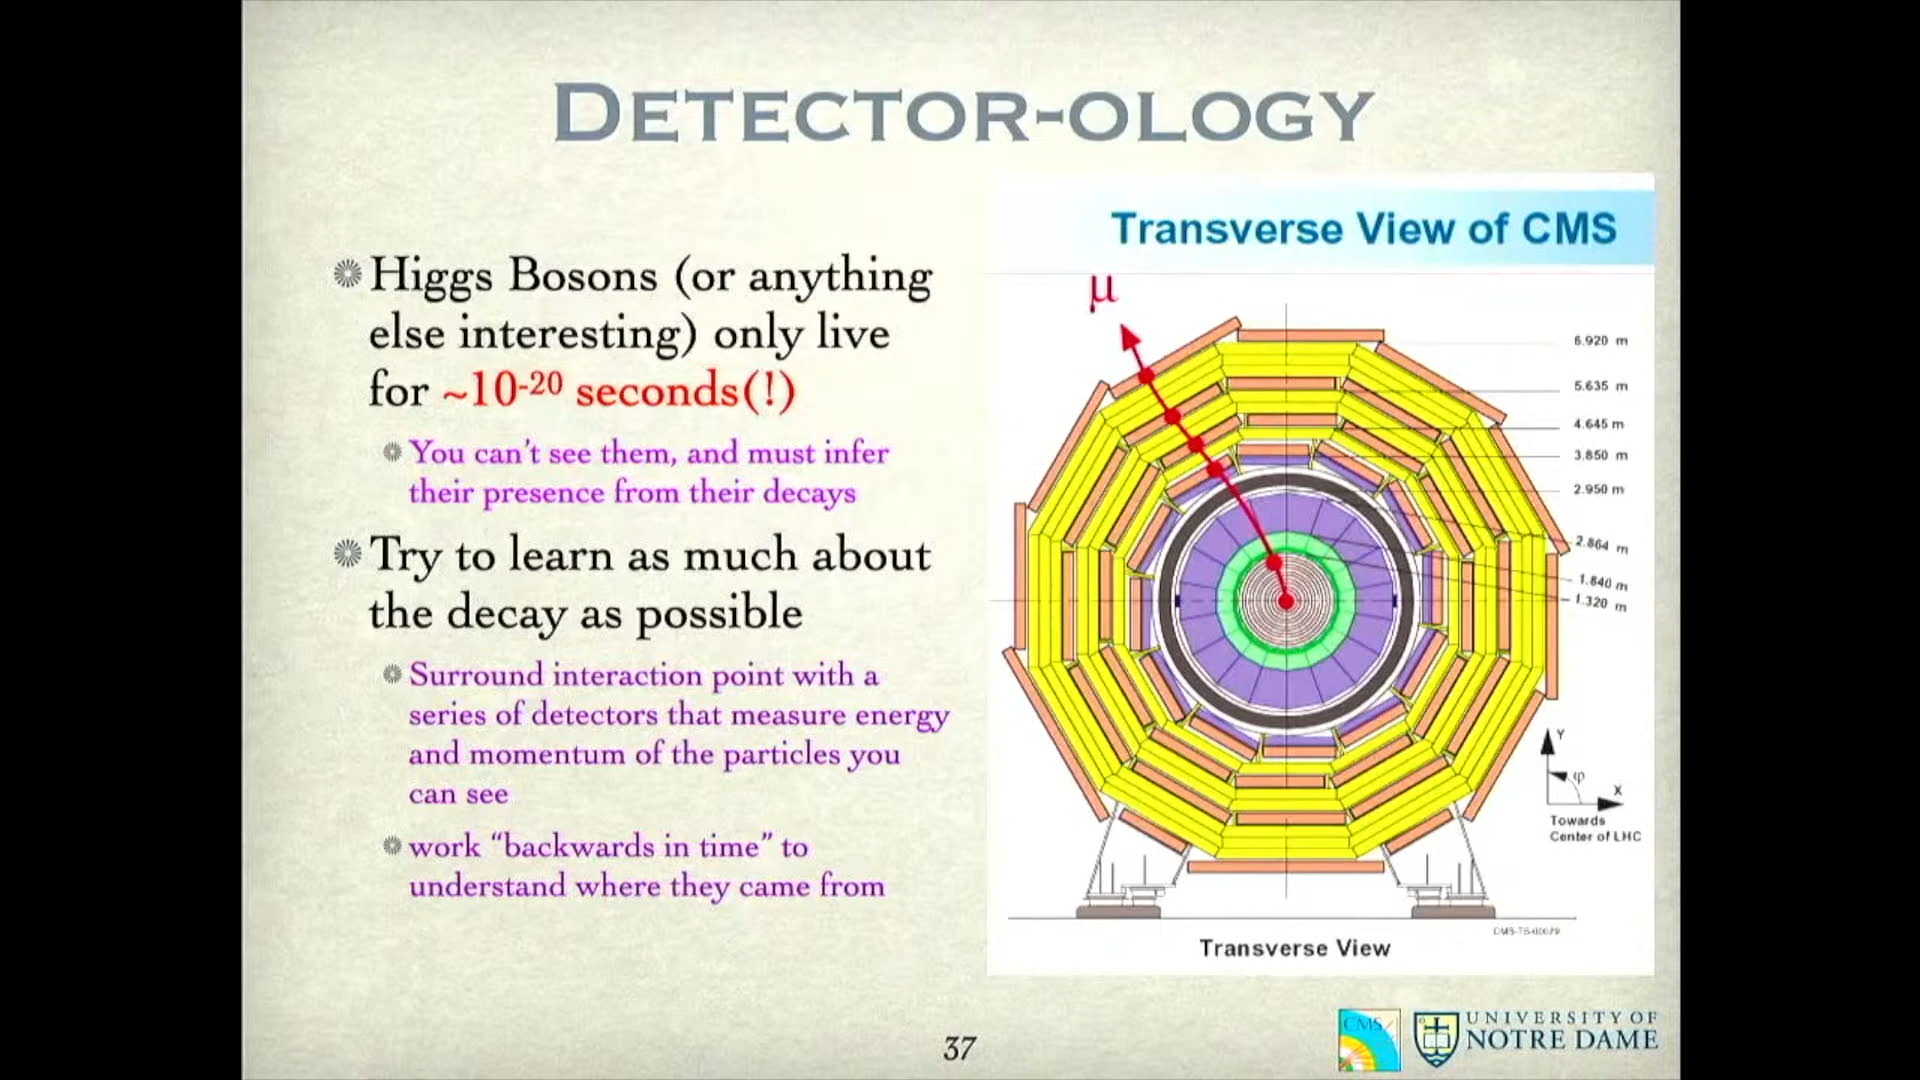 DETECTOR-OLOGY
Higgs Bosons (or anything
else interesting) only live
for ~10-20 seconds(!)
You can't see them, and must infer
their presence from their decays
Try to learn as much about
the decay as possible
Surround interaction point with a
series of detectors that measure energy
and momentum of the particles you
can see
work “backwards in time” to
understand where they came from
Transverse View of CMS
μ
6.920 m
5.635 m
4.645 m
3.850 m
2.950 m
2.864 m
1.840 m
1.320 m
Y
φ
X
Towards
Center of LHC
Transverse View
37
CMS
UNIVERSITY OF
NOTRE DAME